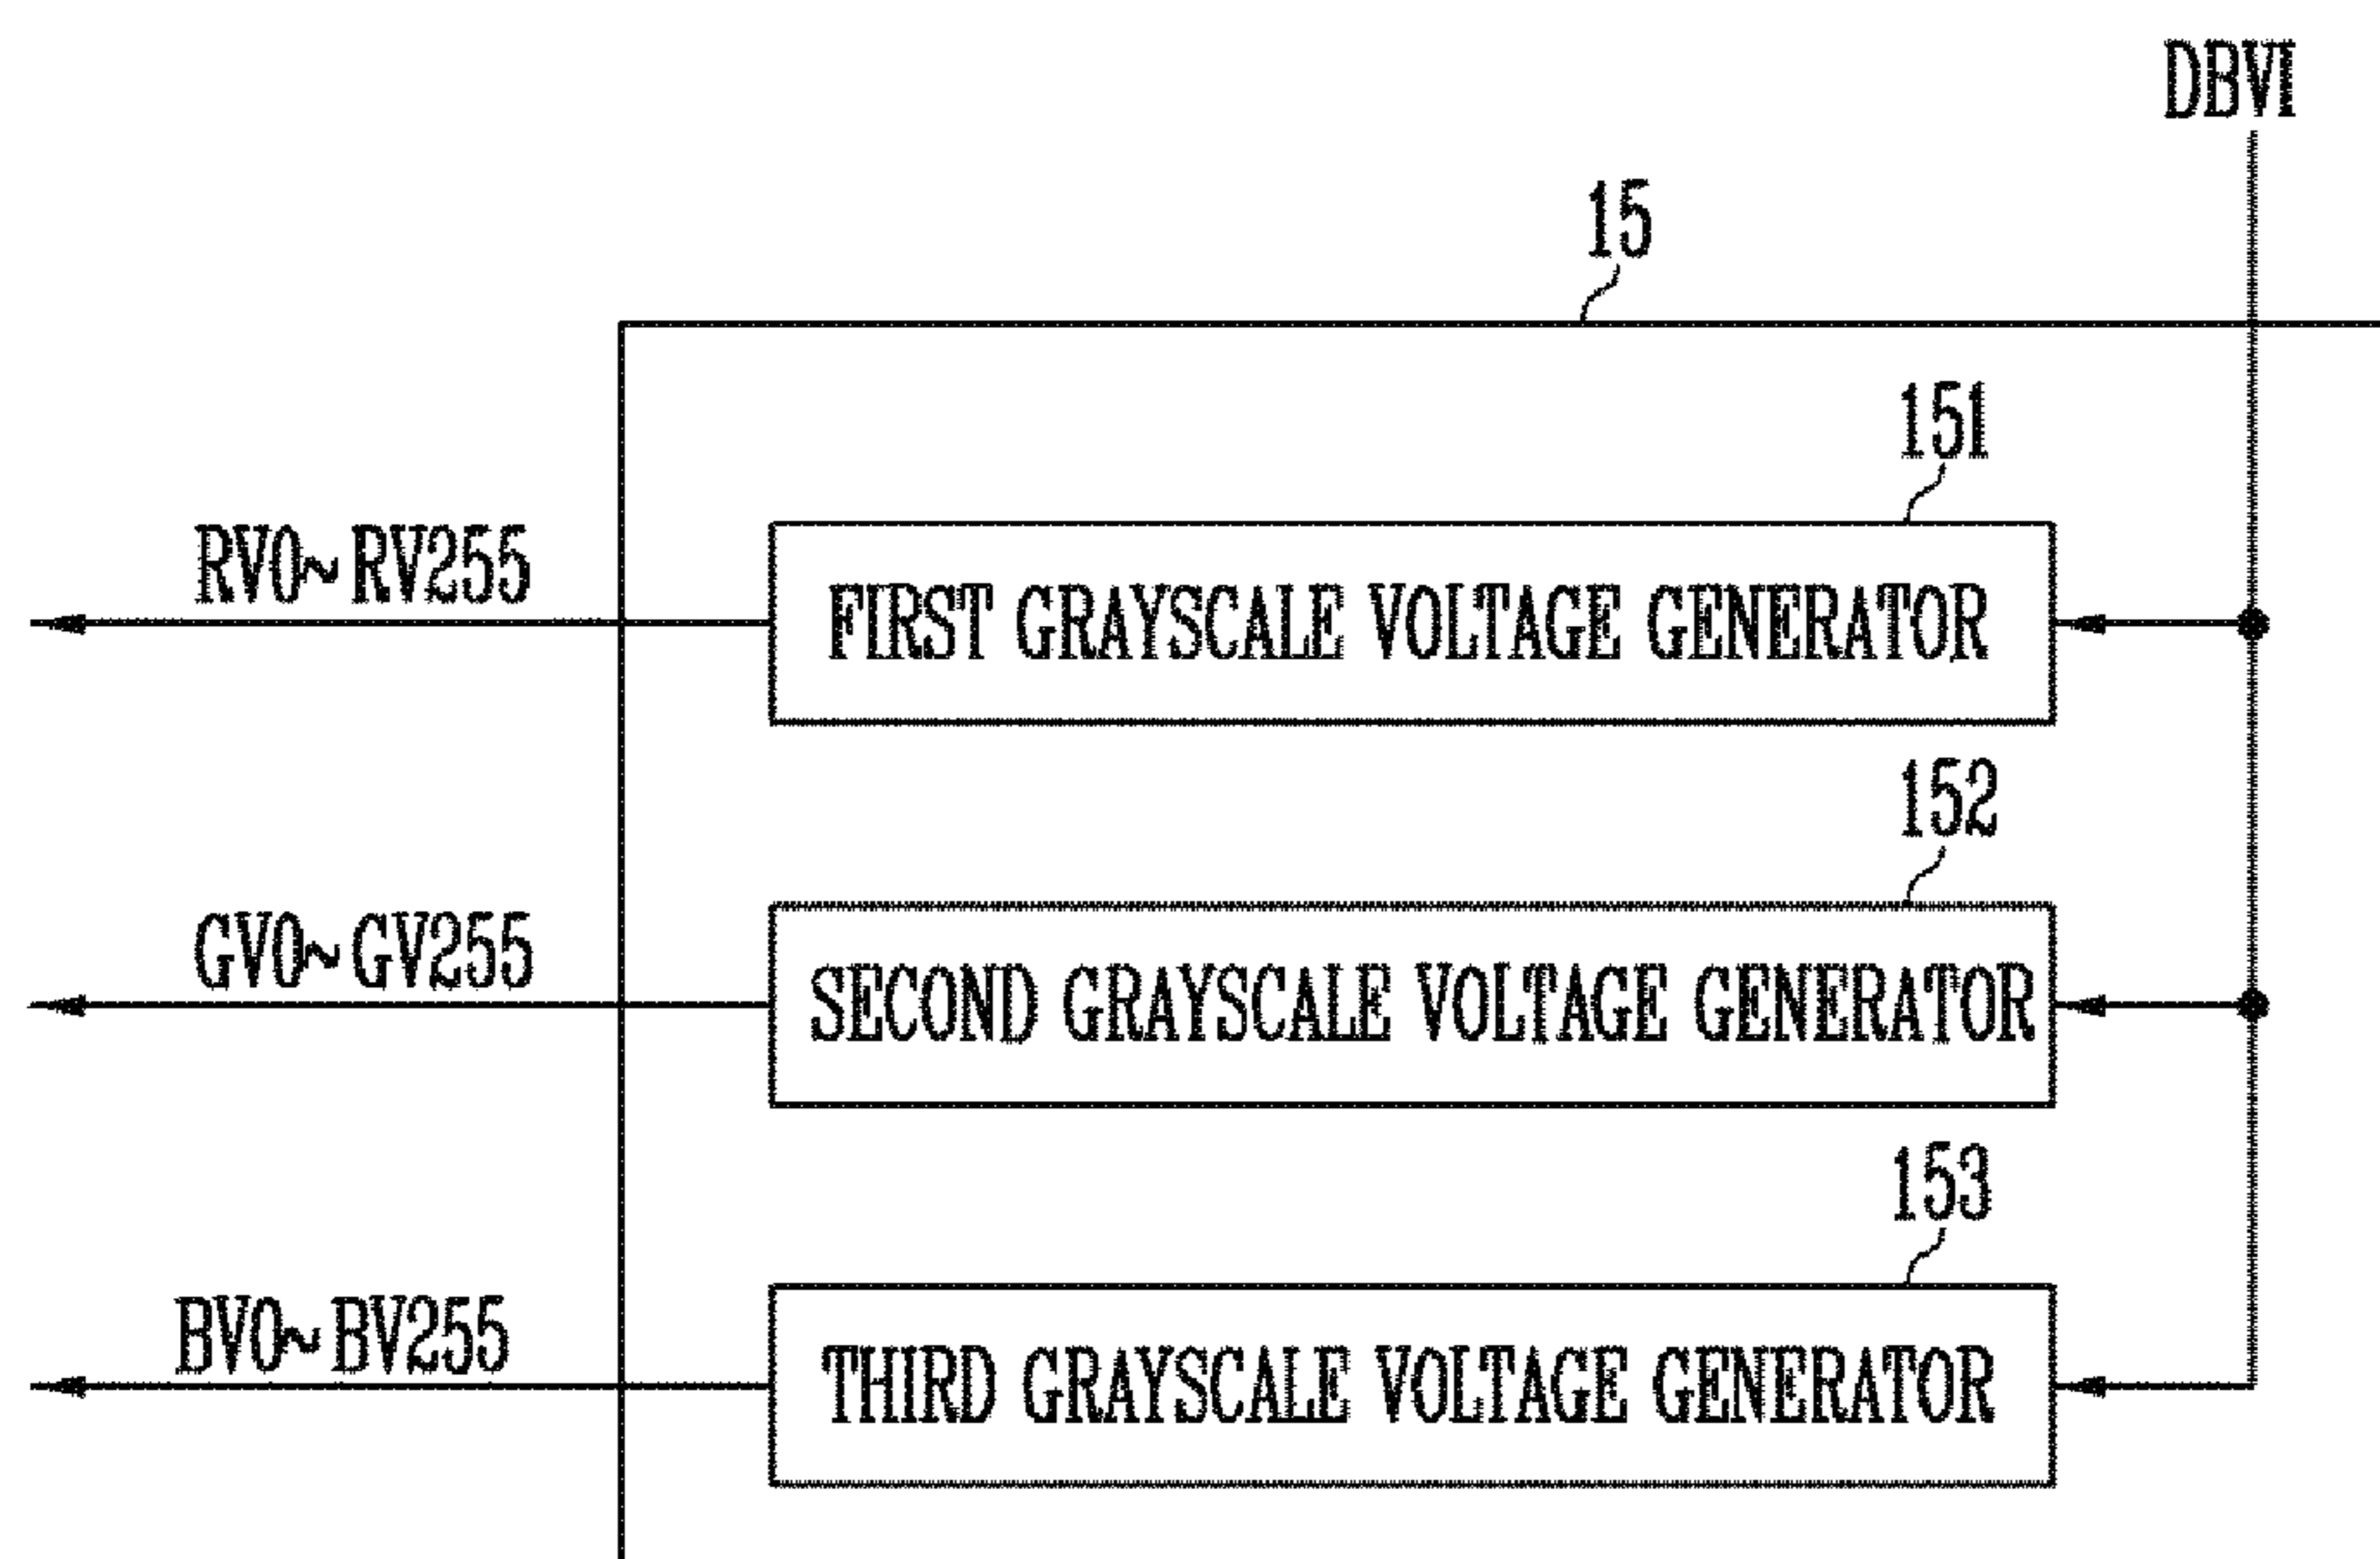 DBVI
15
151
RV0~RV255
FIRST GRAYSCALE VOLTAGE GENERATOR
152
GV0~GV255
SECOND GRAYSCALE VOLTAGE GENERATOR
153
BV0~BV255
THIRD GRAYSCALE VOLTAGE GENERATOR